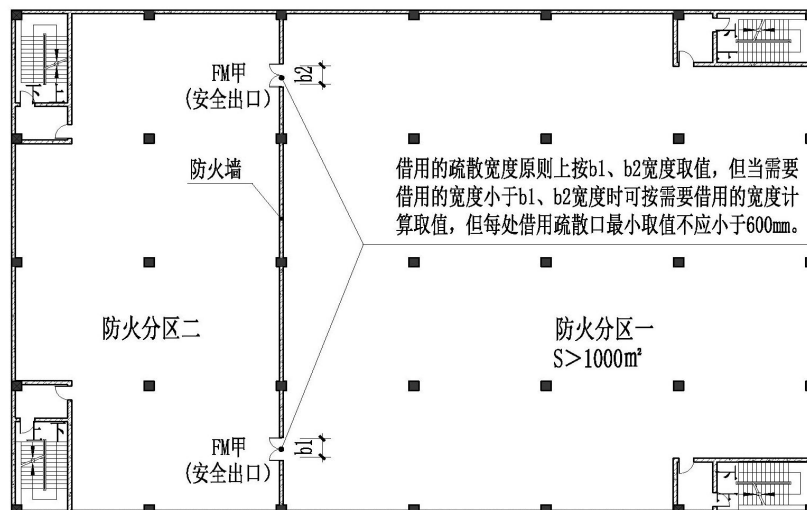 FM甲
(安全出口)
b2
防火墙
借用的疏散宽度原则上按b1、b2宽度取值，但当需要
借用的宽度小于b1、b2宽度时可按需要借用的宽度计
算取值，但每处借用疏散口最小取值不应小于600mm。
防火分区二
防火分区一
S>1000m²
FM甲
(安全出口)
b1